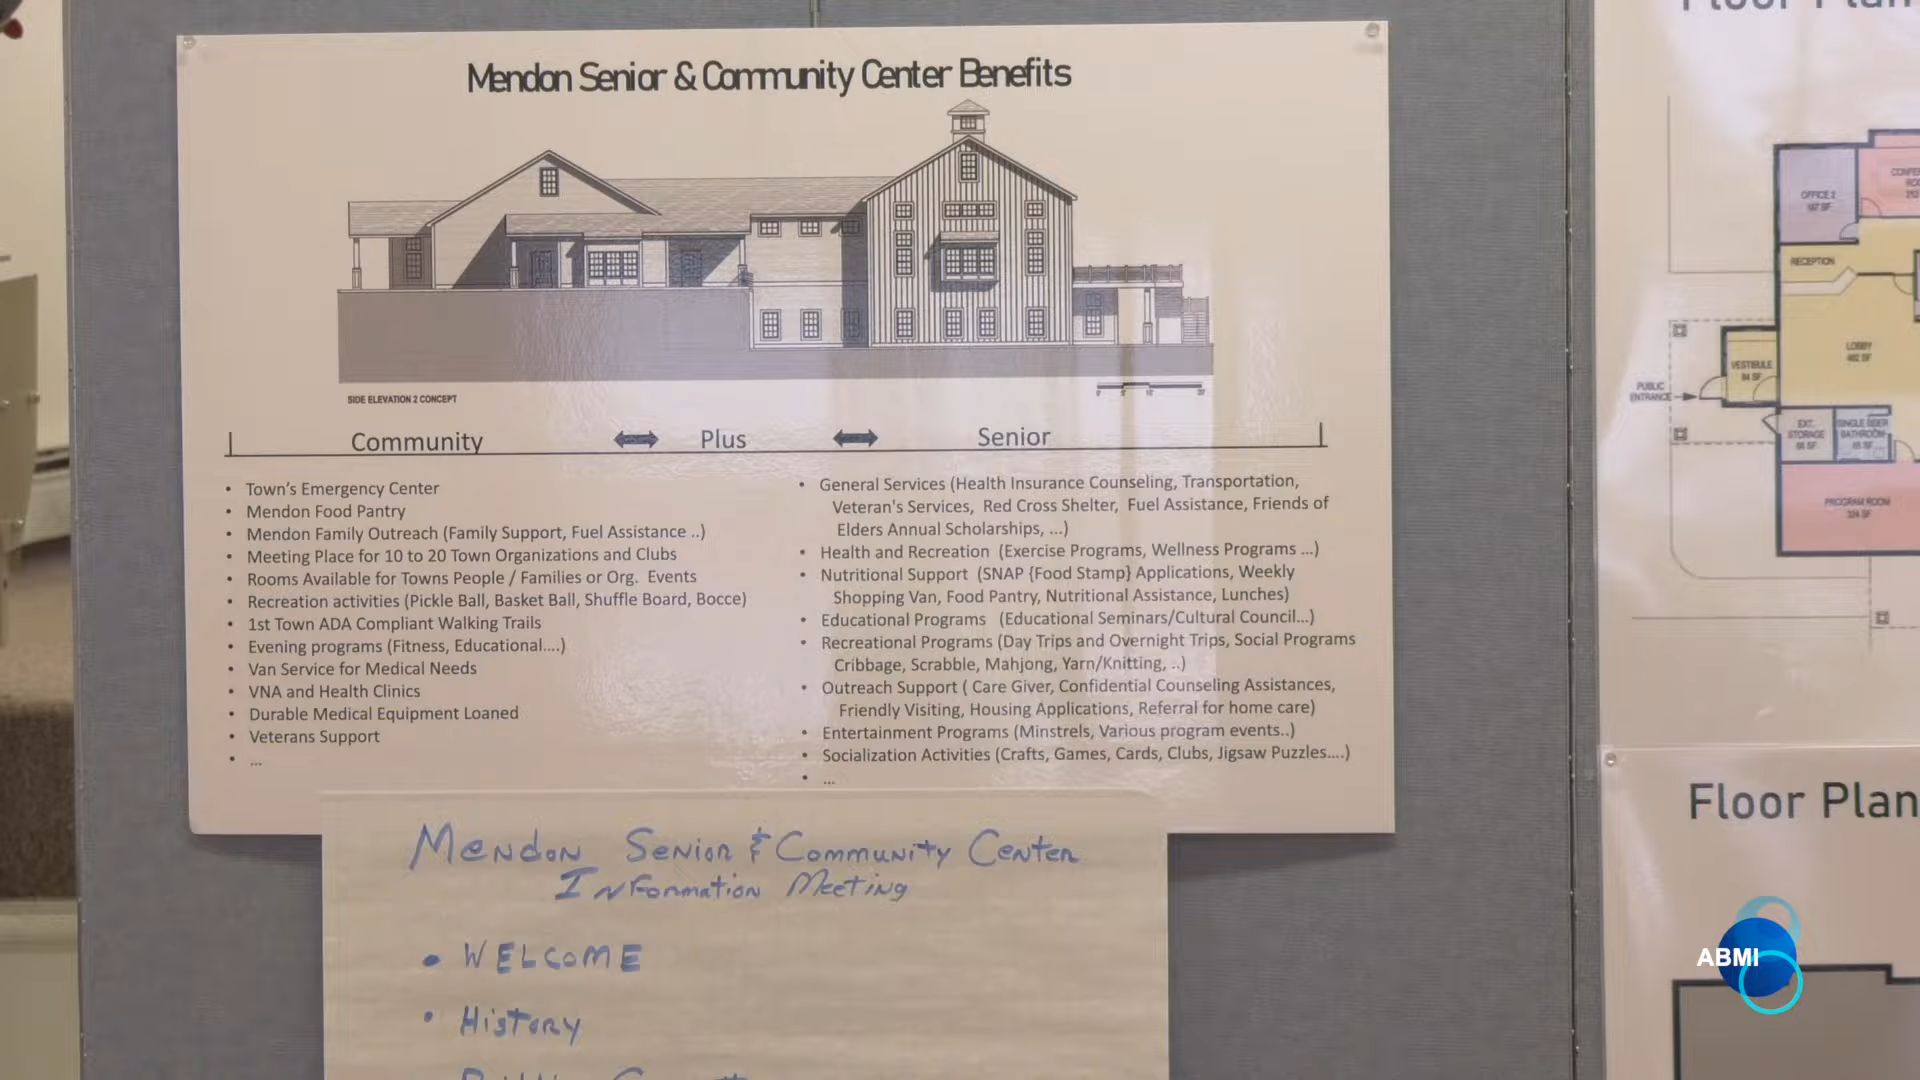 Mendon Senior & Community Center Benefits
SIDE ELEVATION 2 CONCEPT
Community Plus Senior
• Town's Emergency Center
• Mendon Food Pantry
• Mendon Family Outreach (Family Support, Fuel Assistance ..)
• Meeting Place for 10 to 20 Town Organizations and Clubs
• Rooms Available for Towns People / Families or Org. Events
• Recreation activities (Pickle Ball, Basket Ball, Shuffle Board, Bocce)
• 1st Town ADA Compliant Walking Trails
• Evening programs (Fitness, Educational....)
• Van Service for Medical Needs
• VNA and Health Clinics
• Durable Medical Equipment Loaned
• Veterans Support
• ...
• General Services (Health Insurance Counseling, Transportation,
Veteran's Services, Red Cross Shelter, Fuel Assistance, Friends of
Elders Annual Scholarships, ...)
• Health and Recreation (Exercise Programs, Wellness Programs ...)
• Nutritional Support (SNAP {Food Stamp} Applications, Weekly
Shopping Van, Food Pantry, Nutritional Assistance, Lunches)
• Educational Programs (Educational Seminars/Cultural Council...)
• Recreational Programs (Day Trips and Overnight Trips, Social Programs
Cribbage, Scrabble, Mahjong, Yarn/Knitting, ..)
• Outreach Support ( Care Giver, Confidential Counseling Assistances,
Friendly Visiting, Housing Applications, Referral for home care)
• Entertainment Programs (Minstrels, Various program events..)
• Socialization Activities (Crafts, Games, Cards, Clubs, Jigsaw Puzzles....)
• ...
Mendon Senior & Community Center
Information Meeting
• WELCOME
• History
Floor Plan
OFFICE 2
RECEPTION
LOBBY
VESTIBULE
84 SF
PUBLIC
ENTRANCE
EXT.
STORAGE
BATHROOM
PROGRAM ROOM
324 SF
Floor Plan
ABMI